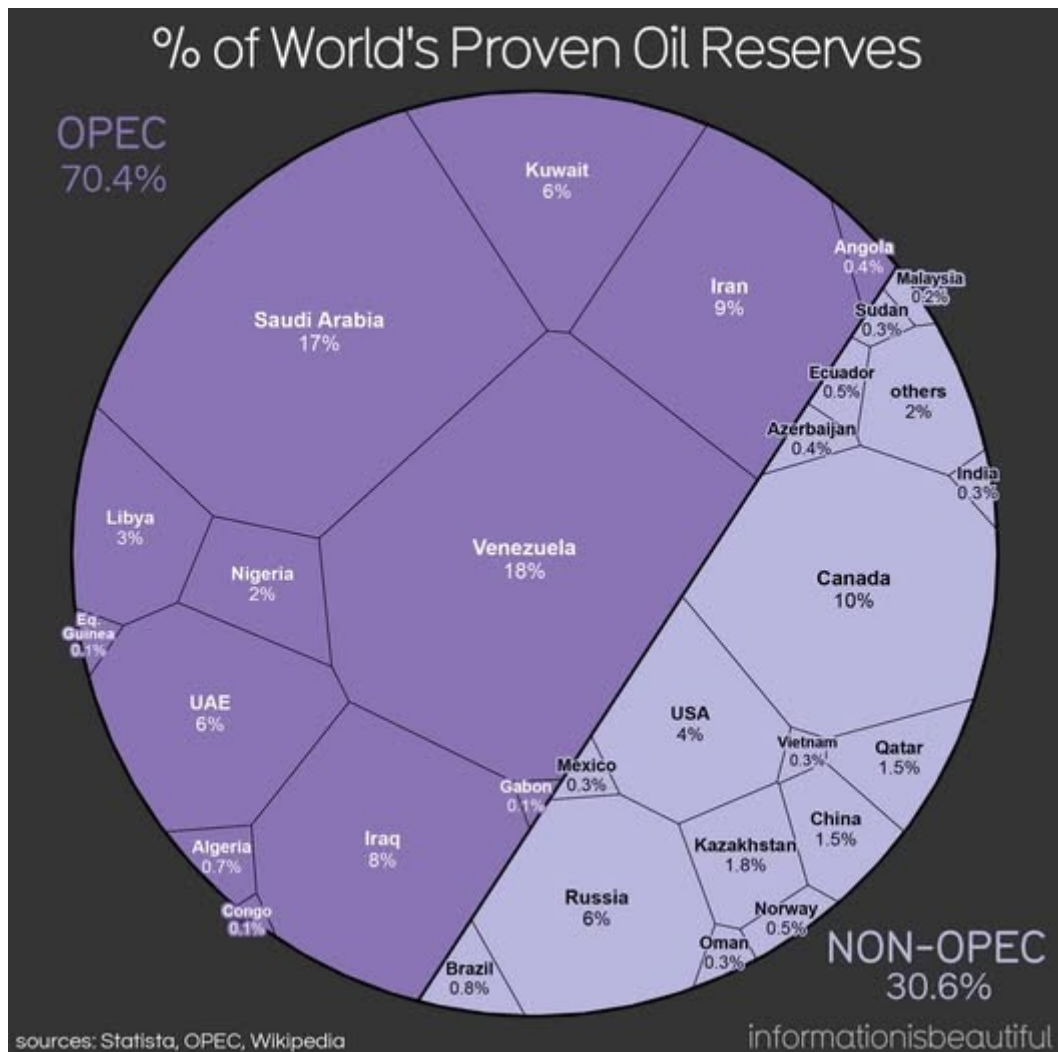 % of World's Proven Oil Reserves
OPEC
70.4%
Kuwait
6%
Angola
0.4%
Malaysia
0.2%
Iran
9%
Sudan
0.3%
Saudi Arabia
17%
Ecuador
0.5%
others
2%
Azerbaijan
0.4%
India
0.3%
Libya
3%
Venezuela
18%
Nigeria
2%
Canada
10%
Eq.
Guinea
0.1%
UAE
6%
USA
4%
Vietnam
0.3%
Qatar
1.5%
Mexico
0.3%
Gabon
0.1%
China
1.5%
Iraq
8%
Algeria
0.7%
Kazakhstan
1.8%
Russia
6%
Congo
0.1%
Norway
0.5%
Oman
0.3%
Brazil
0.8%
NON-OPEC
30.6%
sources: Statista, OPEC, Wikipedia
informationisbeautiful